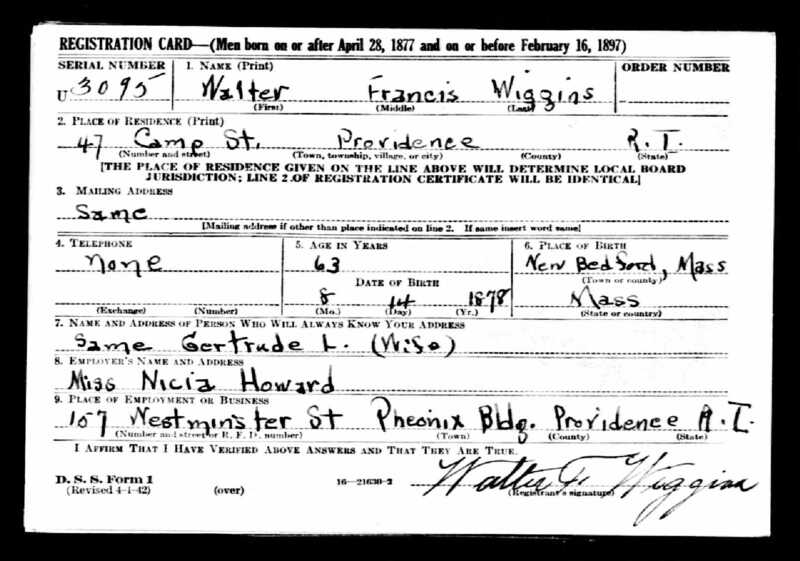 REGISTRATION CARD—(Men born on or after April 28, 1877 and on or before February 16, 1897)
SERIAL NUMBER 1. NAME (Print) ORDER NUMBER
U 3095 Walter Francis Wiggins
(First) (Middle) (Last)
2. PLACE OF RESIDENCE (Print)
47 Camp St. Providence R.I.
(Number and street) (Town, township, village, or city) (County) (State)
[THE PLACE OF RESIDENCE GIVEN ON THE LINE ABOVE WILL DETERMINE LOCAL BOARD
JURISDICTION; LINE 2 OF REGISTRATION CERTIFICATE WILL BE IDENTICAL]
3. MAILING ADDRESS
Same
[Mailing address if other than place indicated on line 2. If same insert word same]
4. TELEPHONE 5. AGE IN YEARS 6. PLACE OF BIRTH
None 63 New Bedford, Mass
(Town or county)
DATE OF BIRTH
8 14 1878 Mass
(Exchange) (Number) (Mo.) (Day) (Yr.) (State or country)
7. NAME AND ADDRESS OF PERSON WHO WILL ALWAYS KNOW YOUR ADDRESS
Same Gertrude L. (Wife)
8. EMPLOYER'S NAME AND ADDRESS
Miss Nicia Howard
9. PLACE OF EMPLOYMENT OR BUSINESS
157 Westminster St Pheonix Bldg. Providence R.I.
(Number and street or R. F. D. number) (Town) (County) (State)
I AFFIRM THAT I HAVE VERIFIED ABOVE ANSWERS AND THAT THEY ARE TRUE.
D. S. S. Form 1
(Revised 4-1-42) (over) 16—21630-2 Walter F. Wiggins
(Registrant's signature)